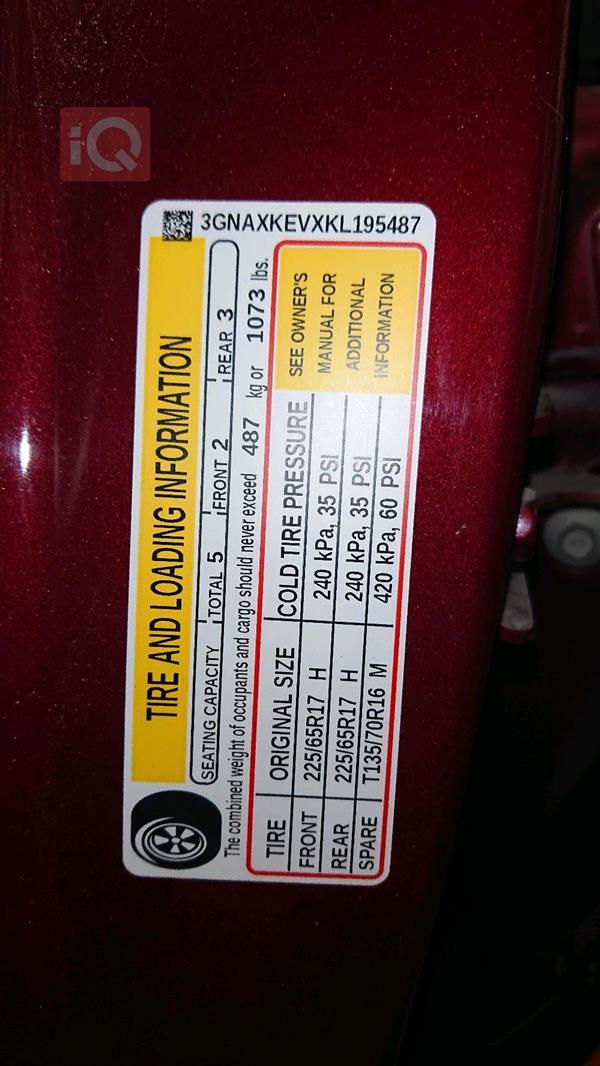 iQ
3GNAXKEVXKL195487
TIRE AND LOADING INFORMATION
SEATING CAPACITY TOTAL 5 FRONT 2 REAR 3
The combined weight of occupants and cargo should never exceed 487 kg or 1073 lbs.
TIRE ORIGINAL SIZE COLD TIRE PRESSURE
FRONT 225/65R17 H 240 kPa, 35 PSI
REAR 225/65R17 H 240 kPa, 35 PSI
SPARE T135/70R16 M 420 kPa, 60 PSI
SEE OWNER'S
MANUAL FOR
ADDITIONAL
INFORMATION